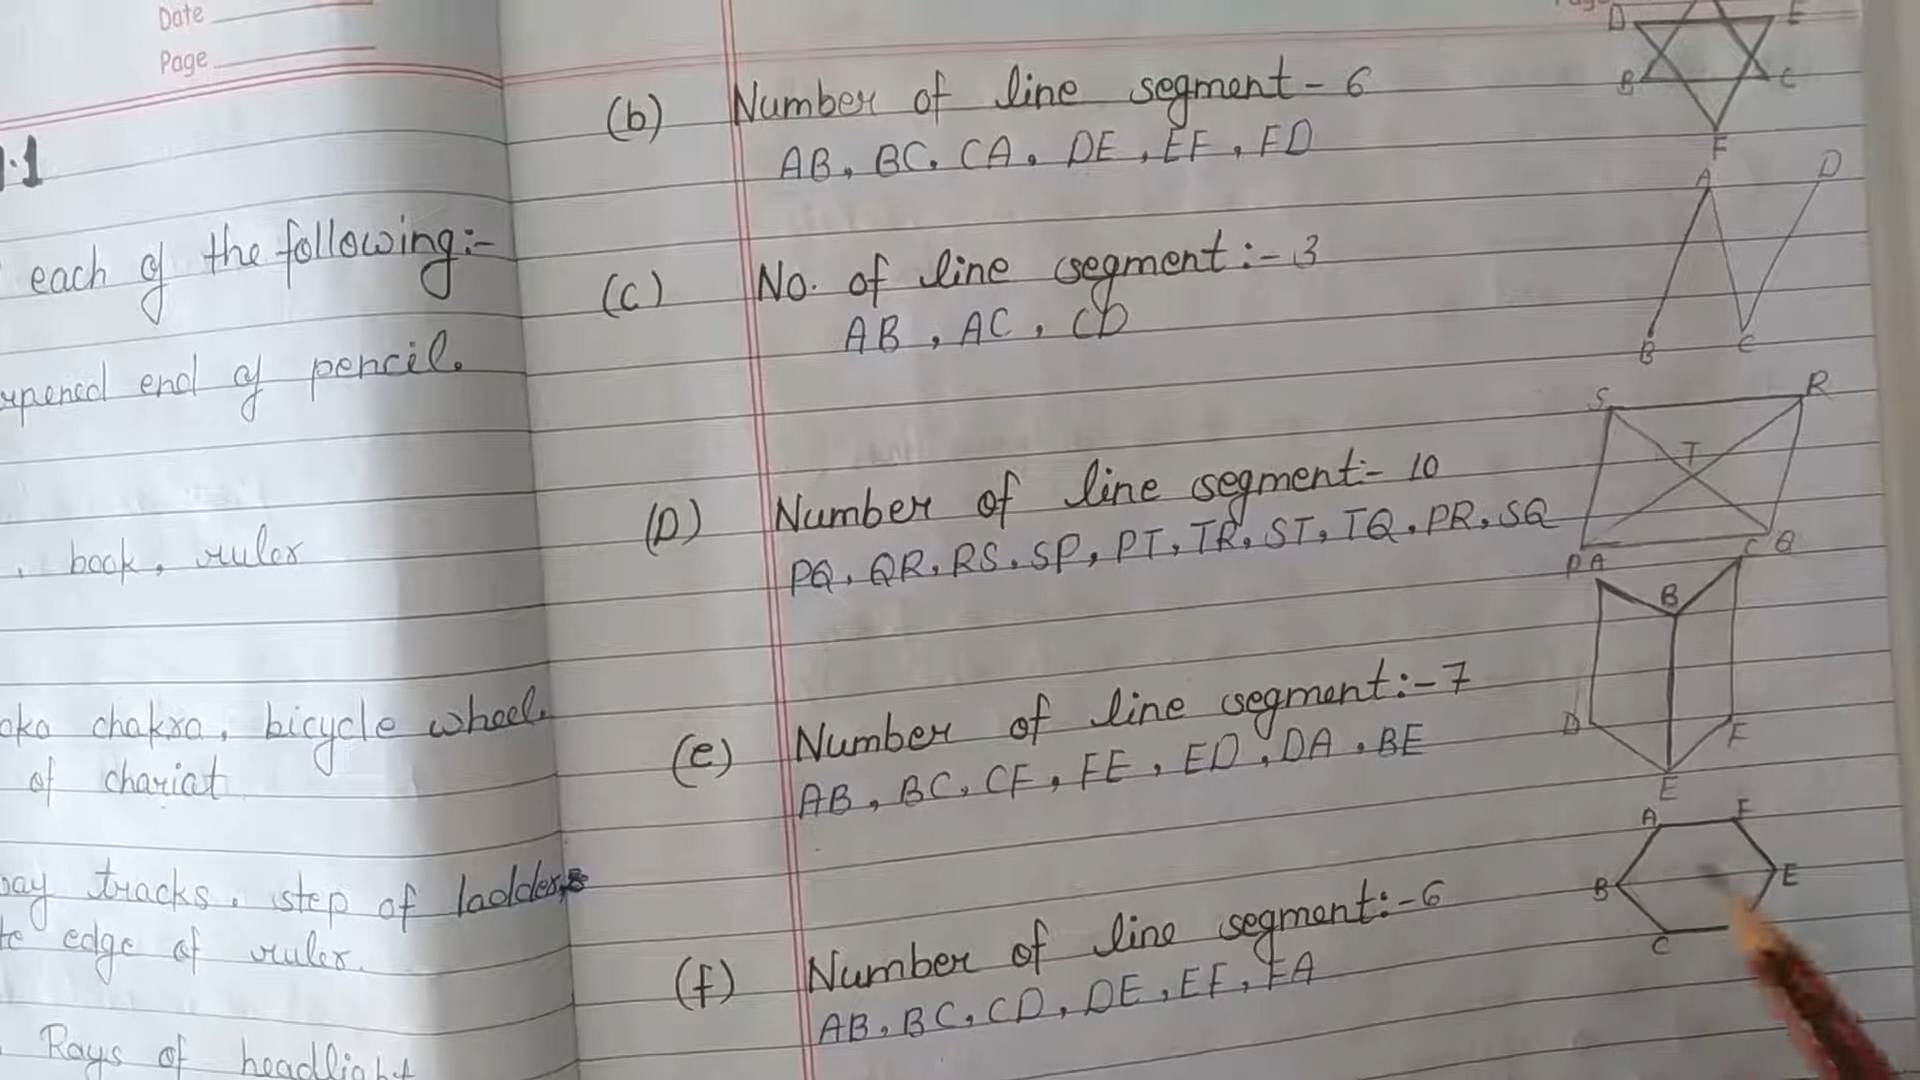 Date
Page
1.1
each of the following:-
end of pencil.
, book, ruler
chakra, bicycle wheel.
of chariot
tracks, step of ladder,
edge of ruler.
Rays of headlight
(b) Number of line segment - 6
AB, BC, CA, DE, EF, FD
(c) No. of line segment :- 3
AB, AC, CD
(D) Number of line segment:- 10
PQ, QR, RS, SP, PT, TR, ST, TQ, PR, SQ
(e) Number of line segment:- 7
AB, BC, CF, FE, ED, DA, BE
(f) Number of line segment:- 6
AB, BC, CD, DE, EF, FA
D E
B C
F
A D
B C
S R
T
P Q
A B C
D F
E
A F
B E
C